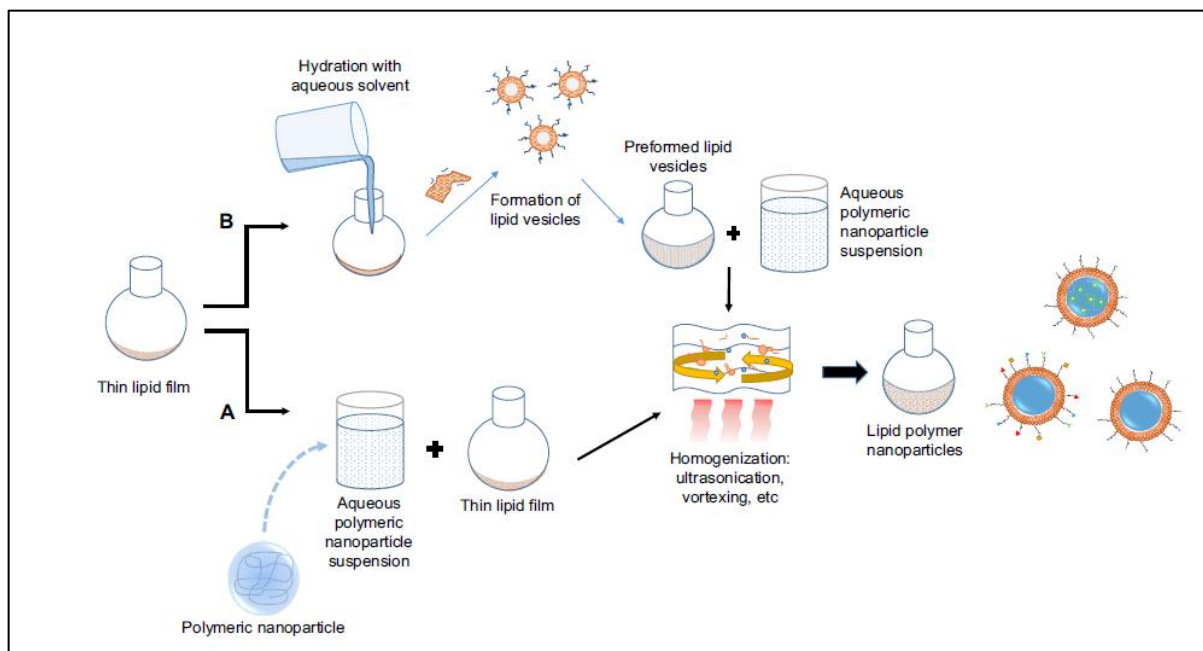 Hydration with
aqueous solvent
Formation of
lipid vesicles
Preformed lipid
vesicles
Aqueous
polymeric
nanoparticle
suspension
B
Thin lipid film
A
Aqueous
polymeric
nanoparticle
suspension
Thin lipid film
Polymeric nanoparticle
Homogenization:
ultrasonication,
vortexing, etc
Lipid polymer
nanoparticles